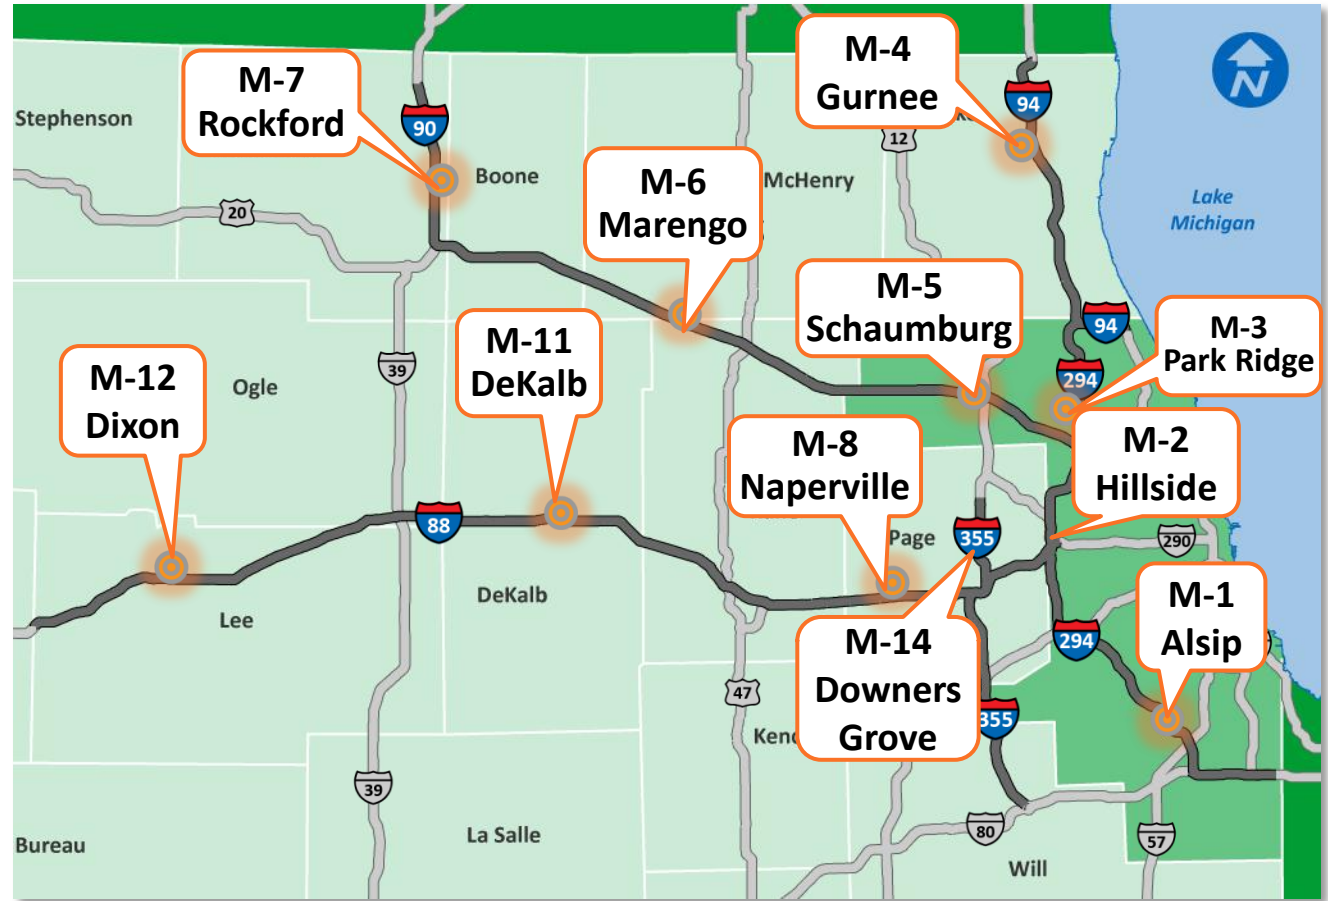 M-7
Rockford
M-4
Gurnee
94
N
Stephenson
90
12
Boone
M-6
Marengo
McHenry
Lake
Michigan
20
M-5
Schaumburg
94
M-3
Park Ridge
M-11
DeKalb
39
M-12
Dixon
Ogle
294
M-8
Naperville
M-2
Hillside
88
Page
355
290
DeKalb
Lee
M-1
Alsip
294
M-14
Downers
Grove
47
355
Kend
39
La Salle
80
57
Bureau
Will